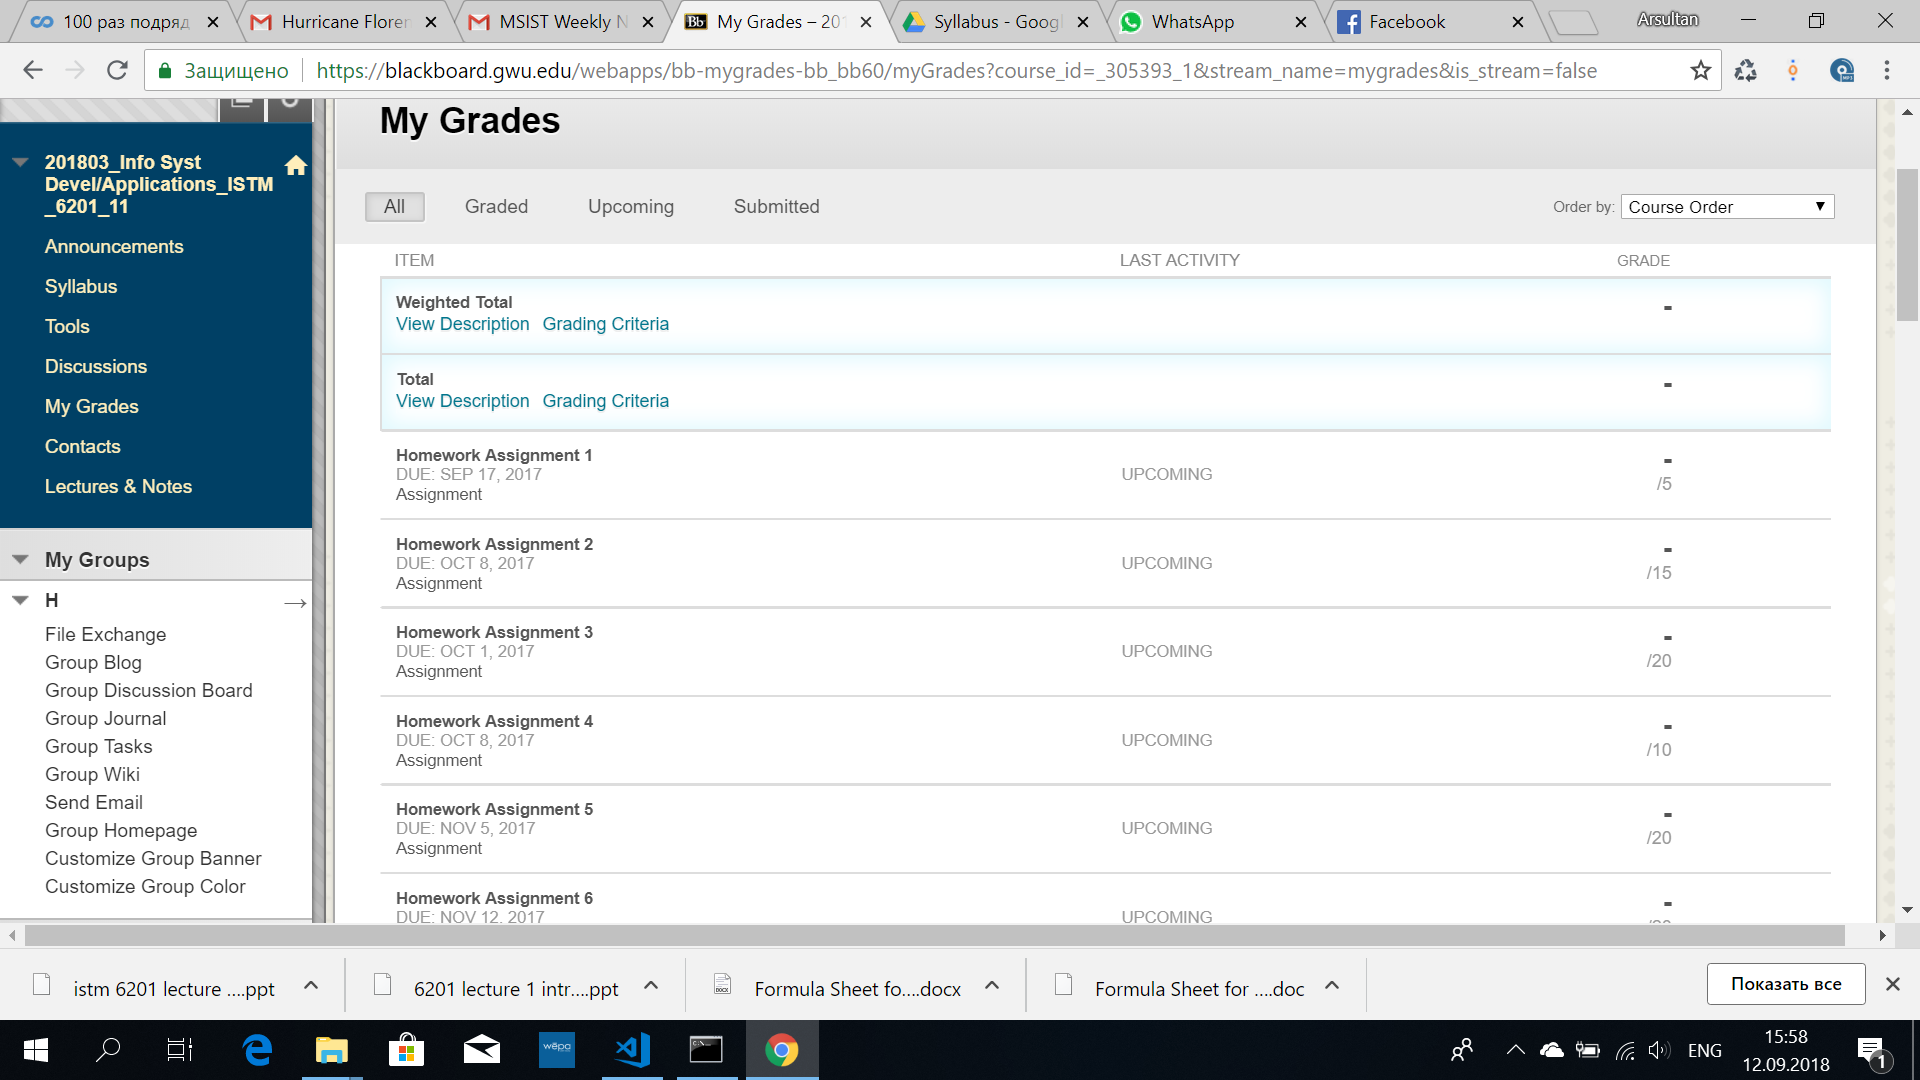 100 раз подряд
Hurricane Floren
MSIST Weekly N
My Grades – 201
Syllabus - Goog
WhatsApp
Facebook
Arsultan
Защищено
https://blackboard.gwu.edu/webapps/bb-mygrades-bb_bb60/myGrades?course_id=_305393_1&stream_name=mygrades&is_stream=false
201803_Info Syst
Devel/Applications_ISTM
_6201_11
Announcements
Syllabus
Tools
Discussions
My Grades
Contacts
Lectures & Notes
My Groups
H
File Exchange
Group Blog
Group Discussion Board
Group Journal
Group Tasks
Group Wiki
Send Email
Group Homepage
Customize Group Banner
Customize Group Color
My Grades
All Graded Upcoming Submitted
Order by: Course Order
ITEM LAST ACTIVITY GRADE
Weighted Total -
View Description Grading Criteria
Total -
View Description Grading Criteria
Homework Assignment 1 -
DUE: SEP 17, 2017 UPCOMING /5
Assignment
Homework Assignment 2 -
DUE: OCT 8, 2017 UPCOMING /15
Assignment
Homework Assignment 3 -
DUE: OCT 1, 2017 UPCOMING /20
Assignment
Homework Assignment 4 -
DUE: OCT 8, 2017 UPCOMING /10
Assignment
Homework Assignment 5 -
DUE: NOV 5, 2017 UPCOMING /20
Assignment
Homework Assignment 6 -
DUE: NOV 12, 2017 UPCOMING
istm 6201 lecture ....ppt
6201 lecture 1 intr....ppt
Formula Sheet fo....docx
Formula Sheet for ....doc
Показать все
wepa
ENG
15:58
12.09.2018
1